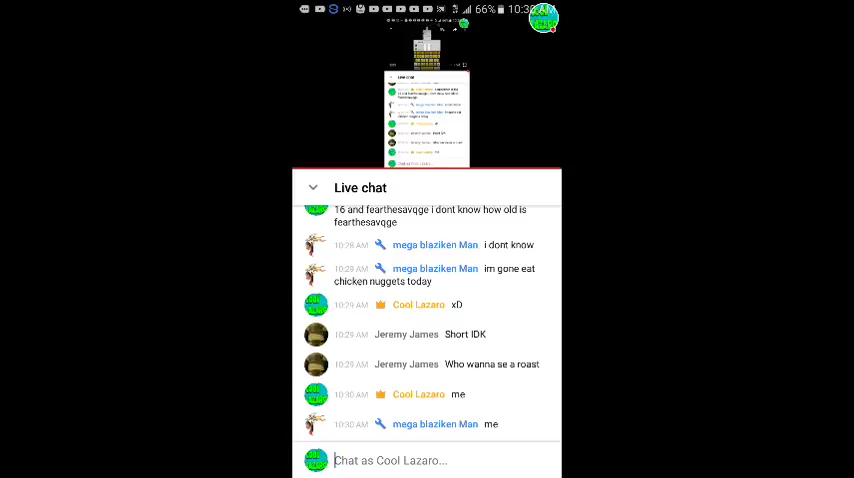 66% 10:30 AM
Live chat
Live chat
16 and fearthesavqge i dont know how old is
fearthesavqge
10:28 AM mega blaziken Man i dont know
10:29 AM mega blaziken Man im gone eat
chicken nuggets today
10:29 AM Cool Lazaro xD
10:29 AM Jeremy James Short IDK
10:29 AM Jeremy James Who wanna se a roast
10:30 AM Cool Lazaro me
10:30 AM mega blaziken Man me
Chat as Cool Lazaro...